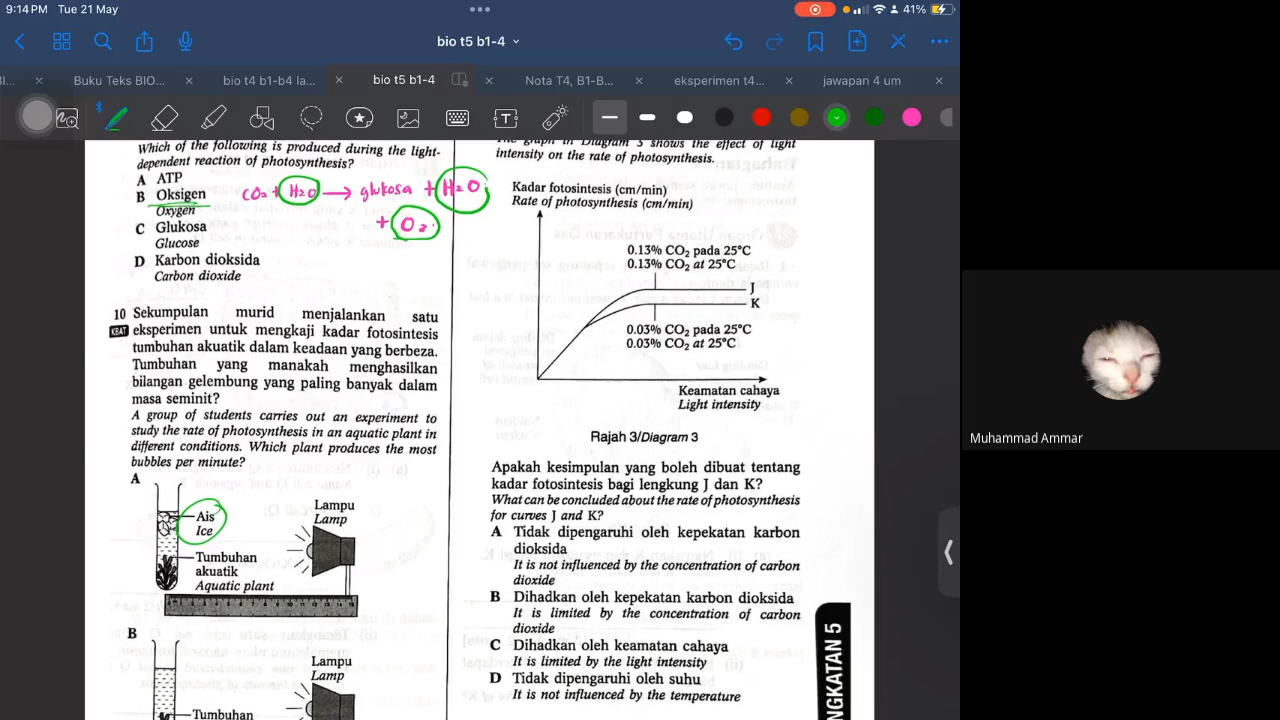 9:14 PM Tue 21 May
41%
bio t5 b1-4
Buku Teks BIO...
bio t4 b1-b4 la...
bio t5 b1-4
Nota T4, B1-B...
eksperimen t4...
jawapan 4 um
Which of the following is produced during the light-
dependent reaction of photosynthesis?
A ATP
B Oksigen
Oxygen
C Glukosa
Glucose
D Karbon dioksida
Carbon dioxide
CO₂ + H₂O → glukosa + H₂O
+ O₂
10 Sekumpulan murid menjalankan satu
KBAT eksperimen untuk mengkaji kadar fotosintesis
tumbuhan akuatik dalam keadaan yang berbeza.
Tumbuhan yang manakah menghasilkan
bilangan gelembung yang paling banyak dalam
masa seminit?
A group of students carries out an experiment to
study the rate of photosynthesis in an aquatic plant in
different conditions. Which plant produces the most
bubbles per minute?
A
Ais
Ice
Lampu
Lamp
Tumbuhan
akuatik
Aquatic plant
B
Lampu
Lamp
Tumbuhan
The graph in Diagram 3 shows the effect of light
intensity on the rate of photosynthesis.
Kadar fotosintesis (cm/min)
Rate of photosynthesis (cm/min)
0.13% CO₂ pada 25°C
0.13% CO₂ at 25°C
J
K
0.03% CO₂ pada 25°C
0.03% CO₂ at 25°C
Keamatan cahaya
Light intensity
Rajah 3/Diagram 3
Apakah kesimpulan yang boleh dibuat tentang
kadar fotosintesis bagi lengkung J dan K?
What can be concluded about the rate of photosynthesis
for curves J and K?
A Tidak dipengaruhi oleh kepekatan karbon
dioksida
It is not influenced by the concentration of carbon
dioxide
B Dihadkan oleh kepekatan karbon dioksida
It is limited by the concentration of carbon
dioxide
C Dihadkan oleh keamatan cahaya
It is limited by the light intensity
D Tidak dipengaruhi oleh suhu
It is not influenced by the temperature
NGKATAN 5
Muhammad Ammar